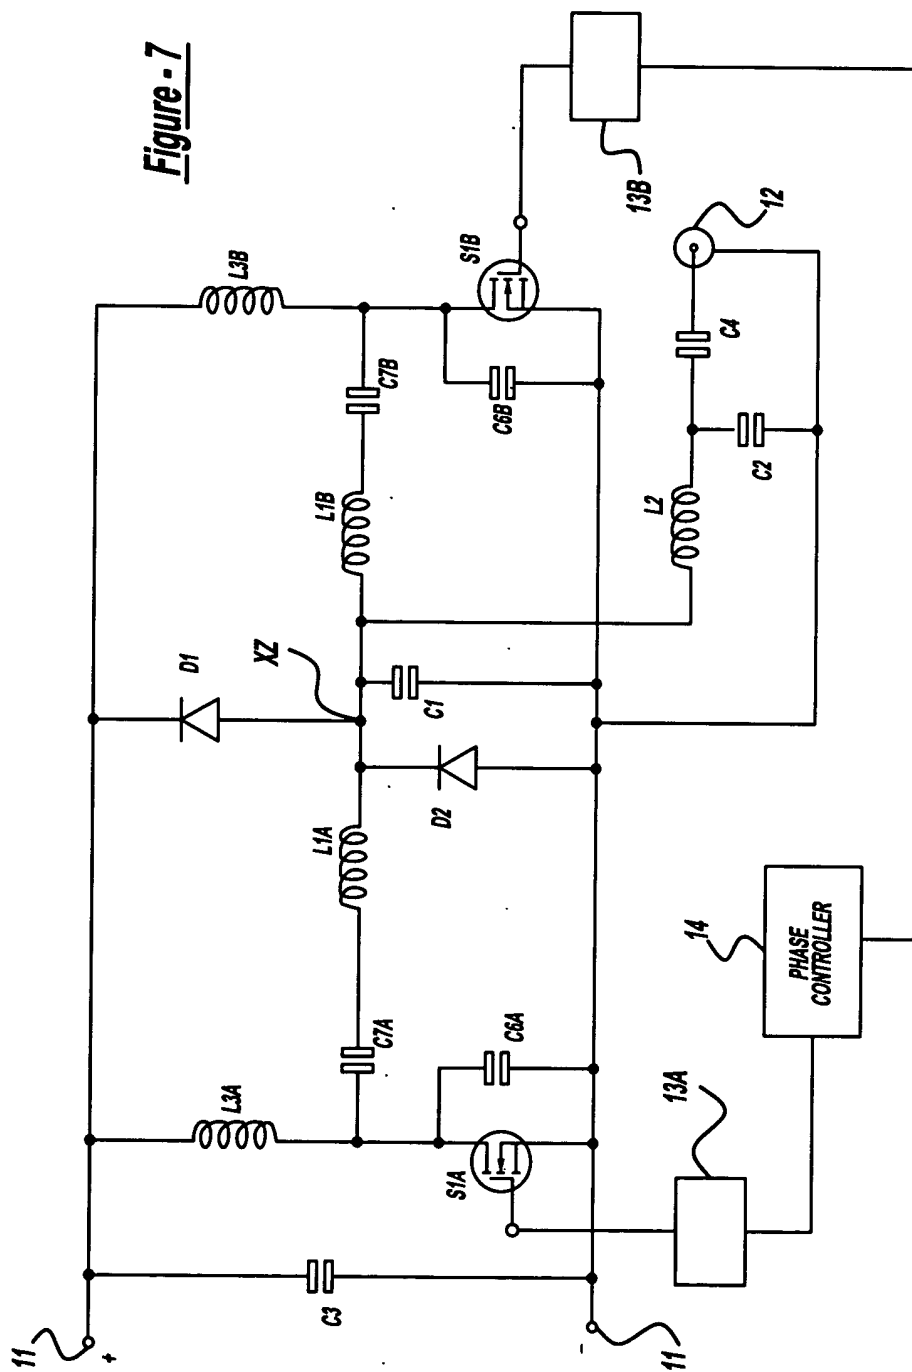 Figure - 7
11
+
-
11
C3
L3A
C7A
C6A
S1A
13A
14
PHASE
CONTROLLER
L1A
D1
D2
XZ
C1
L1B
C7B
L3B
C6B
S1B
13B
L2
C2
C4
12